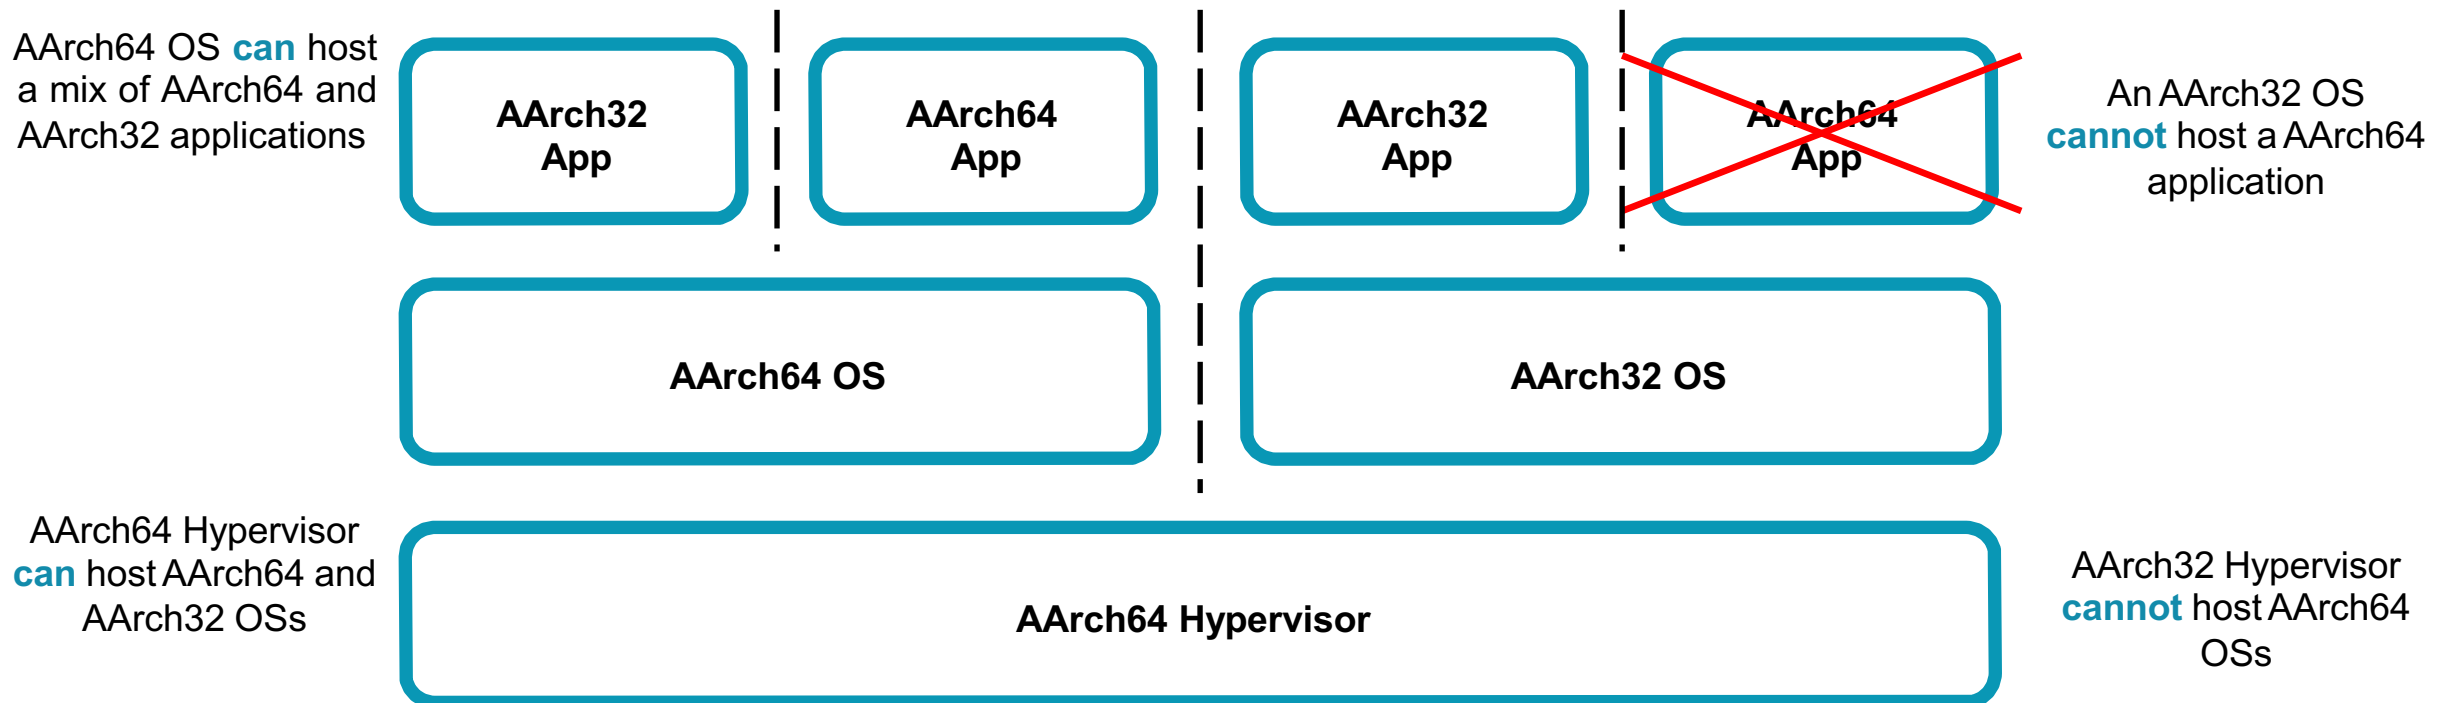 AArch64 OS can host
a mix of AArch64 and
AArch32 applications
AArch32
App
AArch64
App
AArch32
App
AArch64
App
An AArch32 OS
cannot host a AArch64
application
AArch64 OS
AArch32 OS
AArch64 Hypervisor
can host AArch64 and
AArch32 OSs
AArch64 Hypervisor
AArch32 Hypervisor
cannot host AArch64
OSs